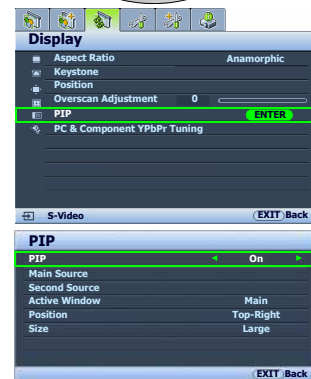 Display
Aspect Ratio Anamorphic
Keystone
Position
Overscan Adjustment 0
PIP ENTER
PC & Component YPbPr Tuning
S-Video EXIT Back
PIP
PIP On
Main Source
Second Source
Active Window Main
Position Top-Right
Size Large
EXIT Back